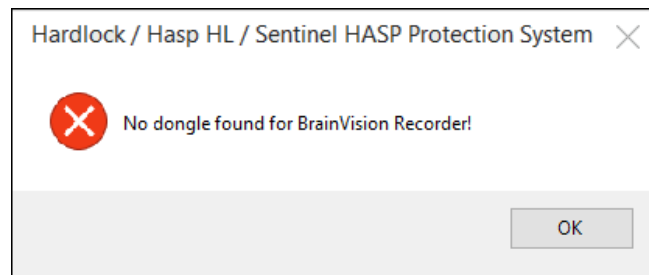 Hardlock / Hasp HL / Sentinel HASP Protection System
No dongle found for BrainVision Recorder!
OK